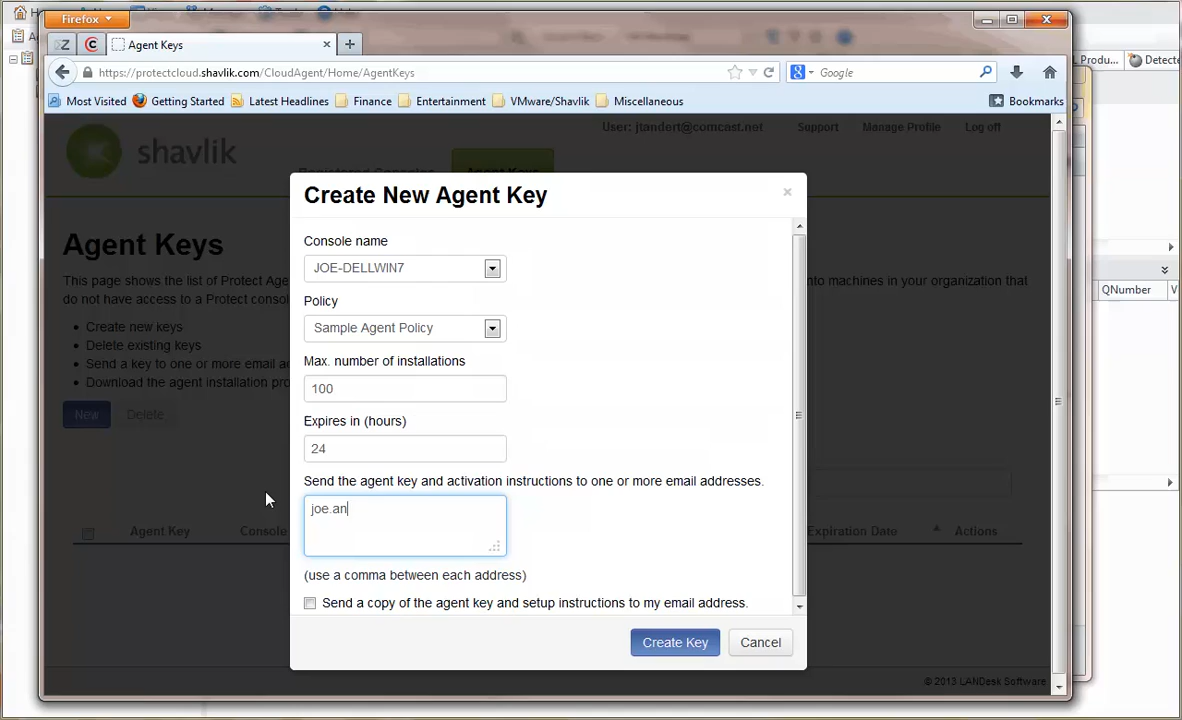 Firefox
Agent Keys
https://protectcloud.shavlik.com/CloudAgent/Home/AgentKeys
Google
Most Visited
Getting Started
Latest Headlines
Finance
Entertainment
VMware/Shavlik
Miscellaneous
Bookmarks
Produ...
Detecte
shavlik
User: jtandert@comcast.net
Support
Manage Profile
Log off
Create New Agent Key
Agent Keys
This page shows the list of Protect Age
nto machines in your organization that
do not have access to a Protect conso
Create new keys
Delete existing keys
Send a key to one or more email ad
Download the agent installation pro
New
Delete
Console name
JOE-DELLWIN7
Policy
Sample Agent Policy
Max. number of installations
100
Expires in (hours)
24
Send the agent key and activation instructions to one or more email addresses.
joe.an
(use a comma between each address)
Send a copy of the agent key and setup instructions to my email address.
Create Key
Cancel
Agent Key
Console
Expiration Date
Actions
QNumber
V
© 2013 LANDesk Software